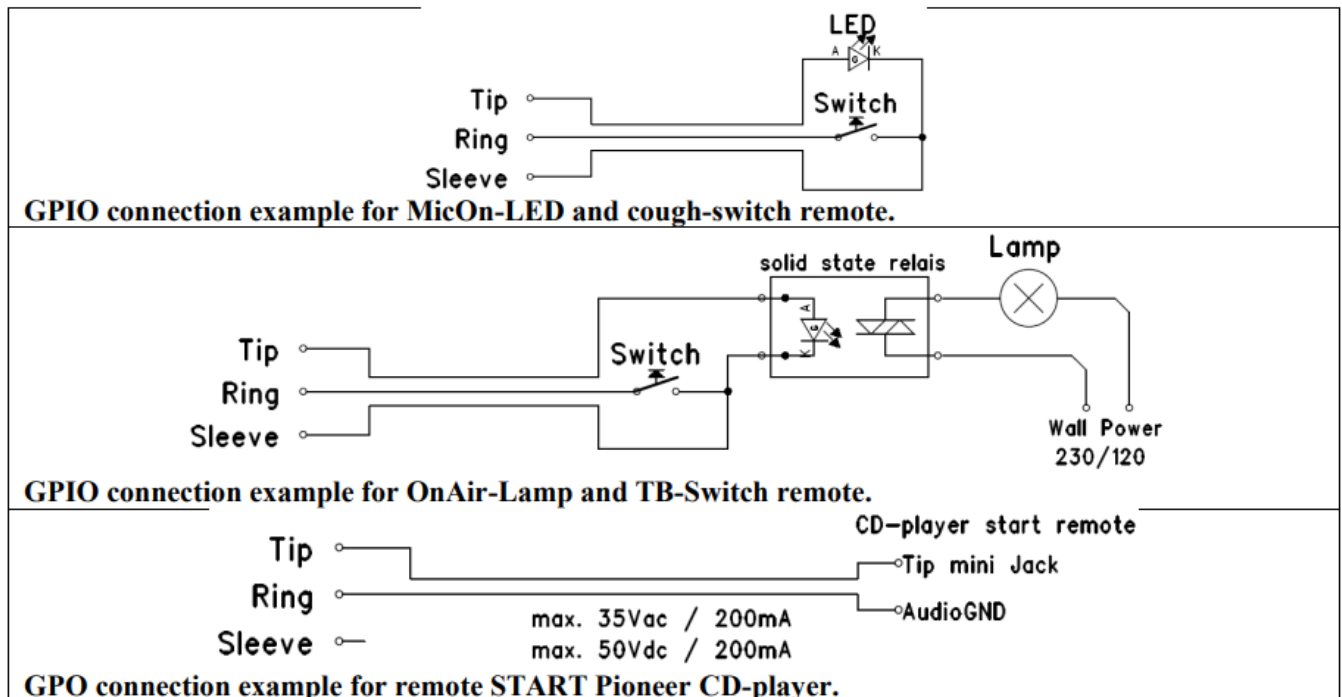 LED
A K
G
Tip
Switch
Ring
Sleeve
GPIO connection example for MicOn-LED and cough-switch remote.
Lamp
solid state relais
A
G
K
Tip
Switch
Ring
Sleeve
Wall Power
230/120
GPIO connection example for OnAir-Lamp and TB-Switch remote.
CD-player start remote
Tip
Tip mini Jack
Ring
AudioGND
max. 35Vac / 200mA
Sleeve
max. 50Vdc / 200mA
GPO connection example for remote START Pioneer CD-player.